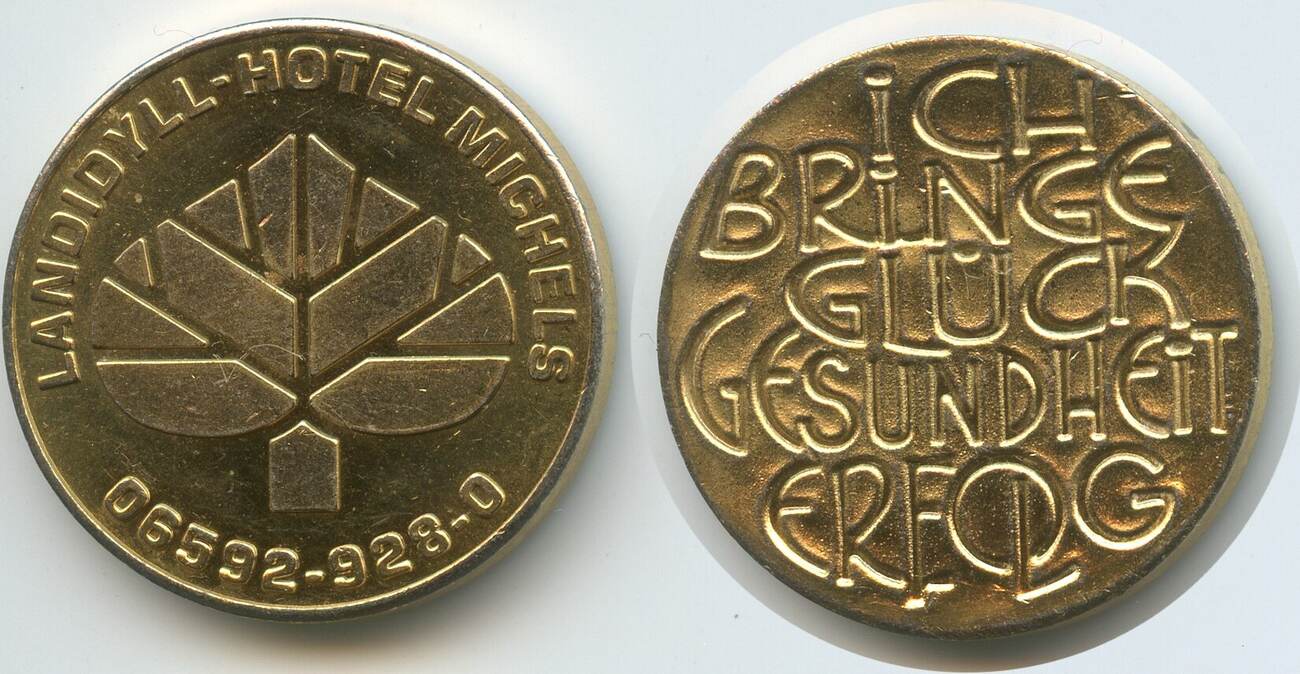 LANDIDYLL-HOTEL MICHELS
06592-928-0
iCH
BRiNGE
GLÜCK
GESUNDHEiT
ERFOLG